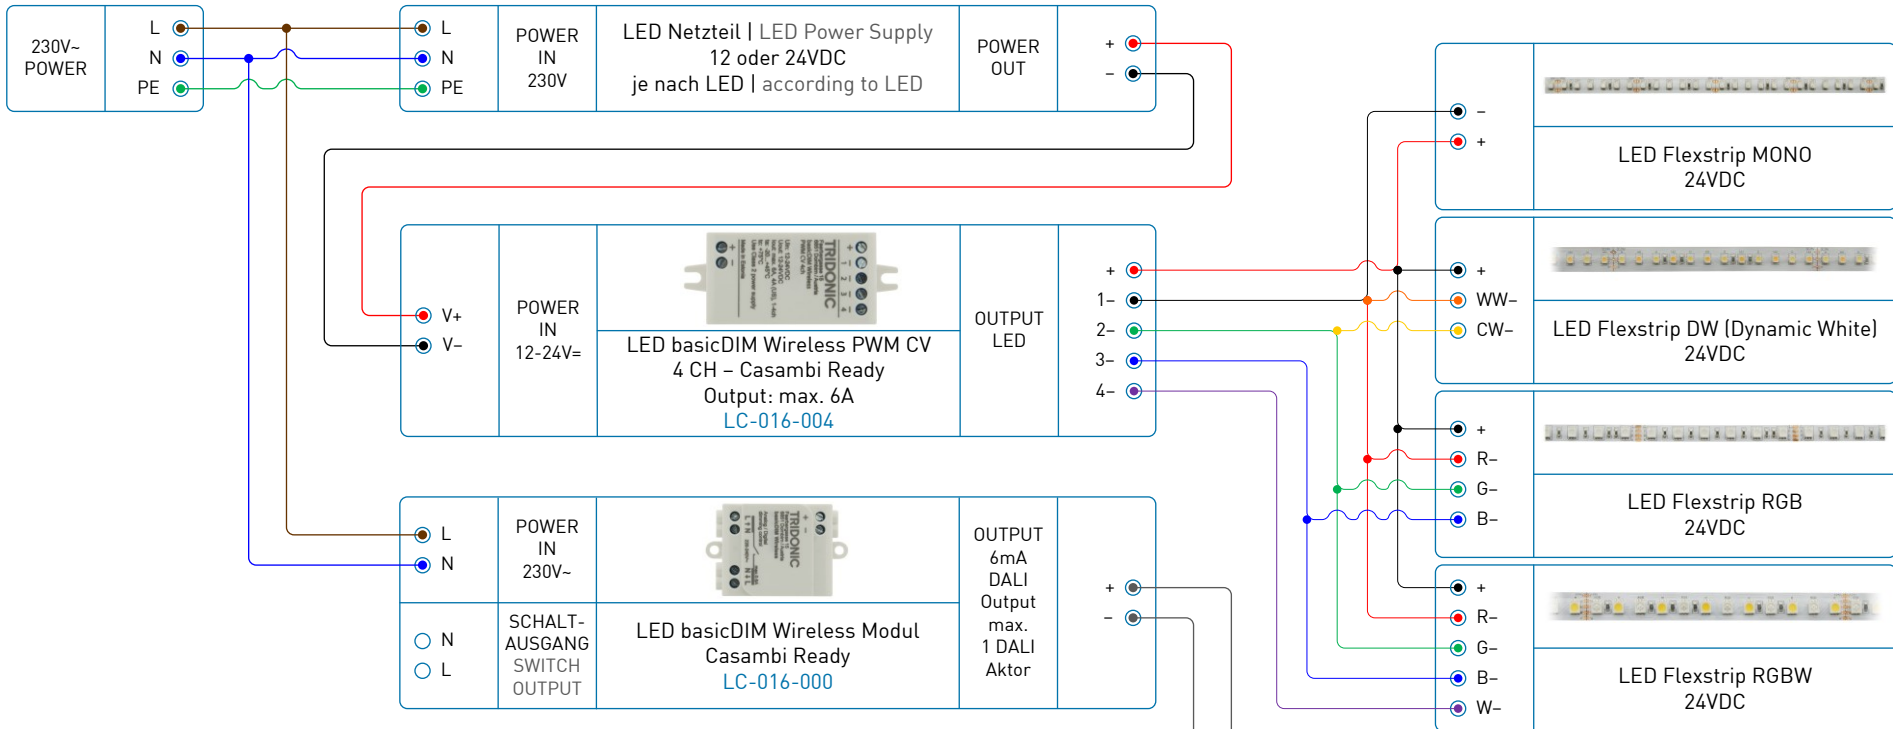 230V~
POWER
L
N
PE
L
N
PE
POWER
IN
230V
LED Netzteil | LED Power Supply
12 oder 24VDC
je nach LED | according to LED
POWER
OUT
+
–
V+
V–
POWER
IN
12-24V=
TRIDONIC
LED basicDIM Wireless PWM CV
4 CH – Casambi Ready
Output: max. 6A
LC-016-004
OUTPUT
LED
+
1–
2–
3–
4–
L
N
POWER
IN
230V~
N
L
SCHALT-
AUSGANG
SWITCH
OUTPUT
TRIDONIC
LED basicDIM Wireless Modul
Casambi Ready
LC-016-000
OUTPUT
6mA
DALI
Output
max.
1 DALI
Aktor
+
–
–
+
LED Flexstrip MONO
24VDC
+
WW–
CW–
LED Flexstrip DW (Dynamic White)
24VDC
+
R–
G–
B–
LED Flexstrip RGB
24VDC
+
R–
G–
B–
W–
LED Flexstrip RGBW
24VDC